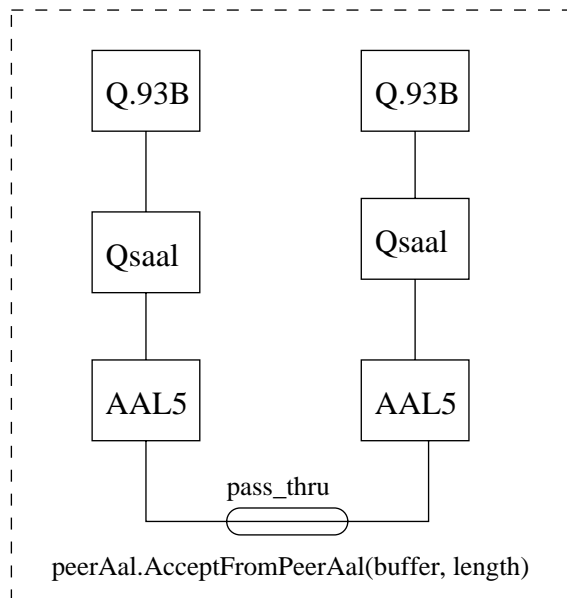 Q.93B Q.93B
Qsaal Qsaal
AAL5 AAL5
pass_thru
peerAal.AcceptFromPeerAal(buffer, length)